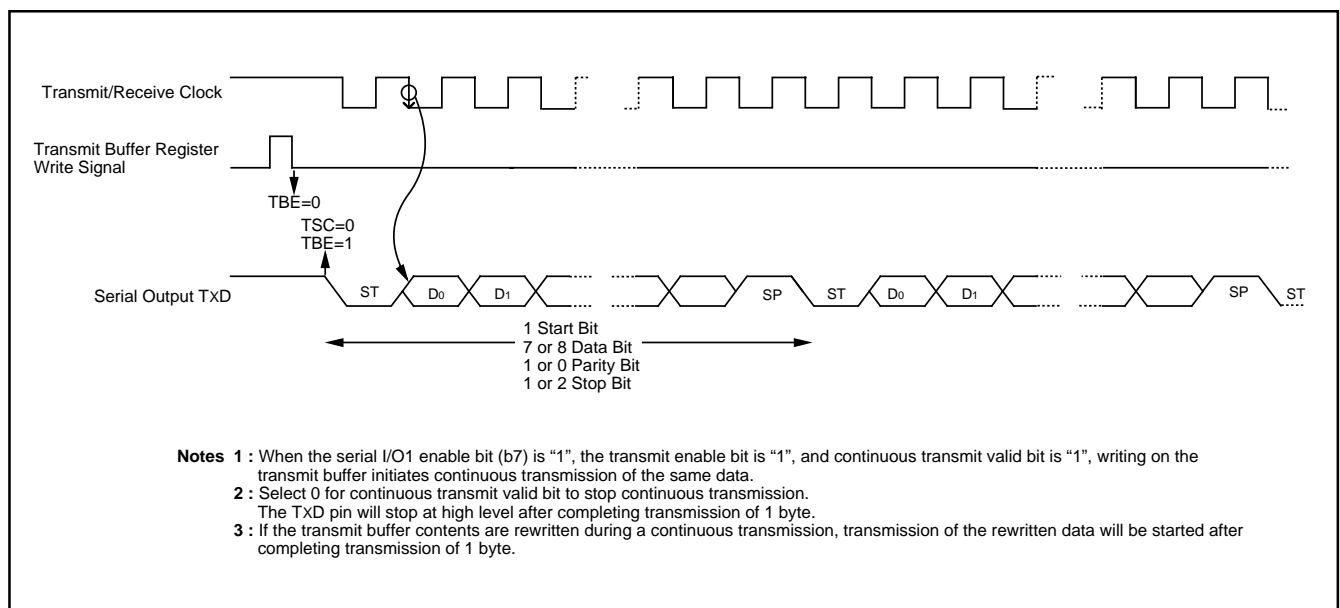 Transmit/Receive Clock
Transmit Buffer Register
Write Signal
TBE=0
TSC=0
TBE=1
Serial Output TXD
ST
D0
D1
SP
ST
D0
D1
SP
ST
1 Start Bit
7 or 8 Data Bit
1 or 0 Parity Bit
1 or 2 Stop Bit
Notes 1 : When the serial I/O1 enable bit (b7) is “1”, the transmit enable bit is “1”, and continuous transmit valid bit is “1”, writing on the
transmit buffer initiates continuous transmission of the same data.
2 : Select 0 for continuous transmit valid bit to stop continuous transmission.
The TXD pin will stop at high level after completing transmission of 1 byte.
3 : If the transmit buffer contents are rewritten during a continuous transmission, transmission of the rewritten data will be started after
completing transmission of 1 byte.